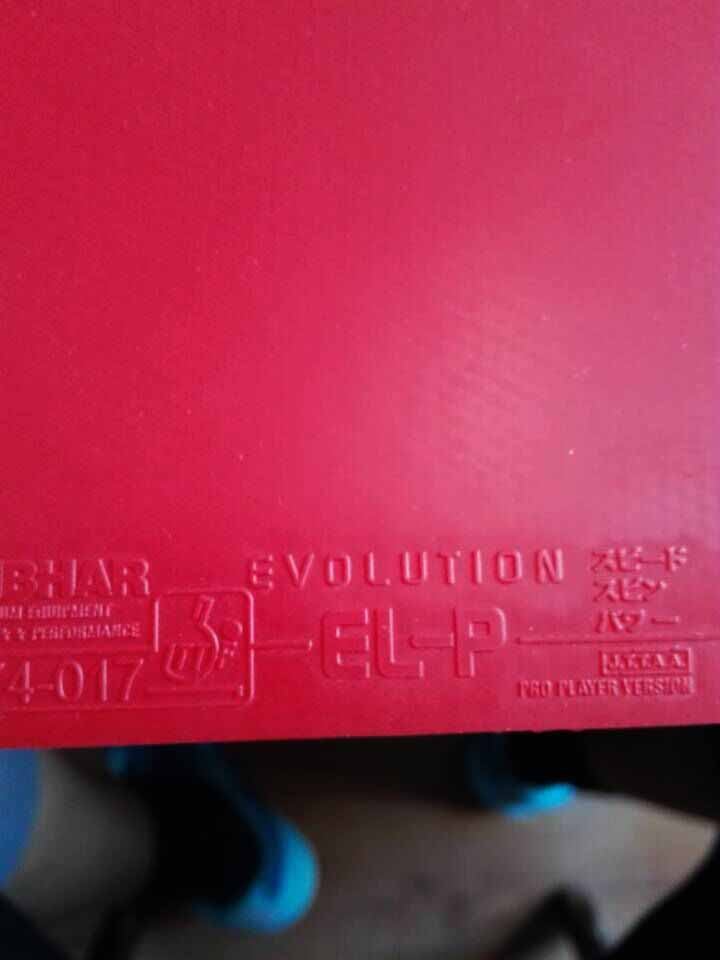 BHAR
EVOLUTION
EL-P
スピード
スピン
パワー
EQUIPMENT
PERFORMANCE
4-017
J.T.T.A.A
PRO PLAYER VERSION